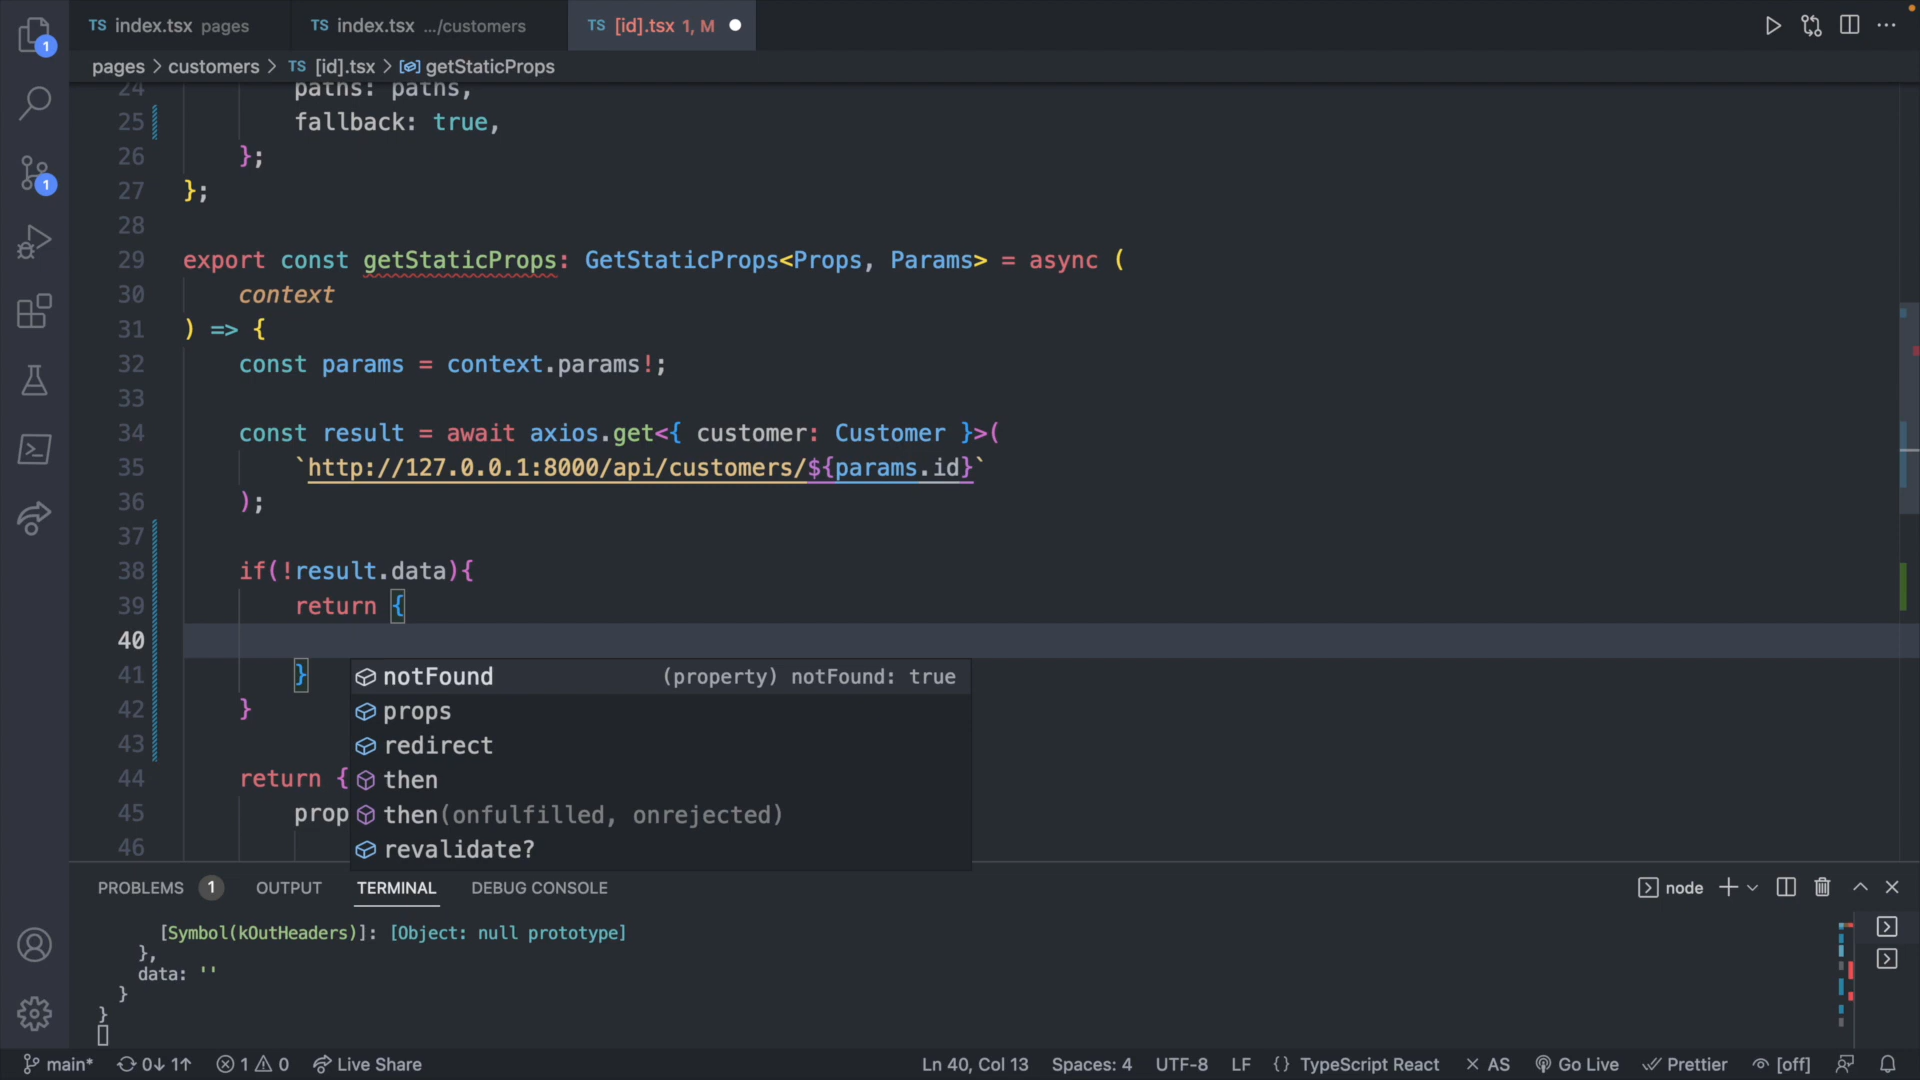 1
TS index.tsx pages
TS index.tsx .../customers
TS [id].tsx 1, M
pages > customers > TS [id].tsx > getStaticProps
24 paths: paths,
25 fallback: true,
26 };
27 };
28
29 export const getStaticProps: GetStaticProps<Props, Params> = async (
30 context
31 ) => {
32 const params = context.params!;
33
34 const result = await axios.get<{ customer: Customer }>(
35 `http://127.0.0.1:8000/api/customers/${params.id}`
36 );
37
38 if(!result.data){
39 return {
40
41 }
42 }
43
44 return {
45 prop
46
notFound (property) notFound: true
props
redirect
then
then(onfulfilled, onrejected)
revalidate?
1
PROBLEMS 1 OUTPUT TERMINAL DEBUG CONSOLE node
[Symbol(kOutHeaders)]: [Object: null prototype]
},
data: ''
}
}
main* 0↓ 1↑ 1 0 Live Share Ln 40, Col 13 Spaces: 4 UTF-8 LF {} TypeScript React AS Go Live Prettier [off]